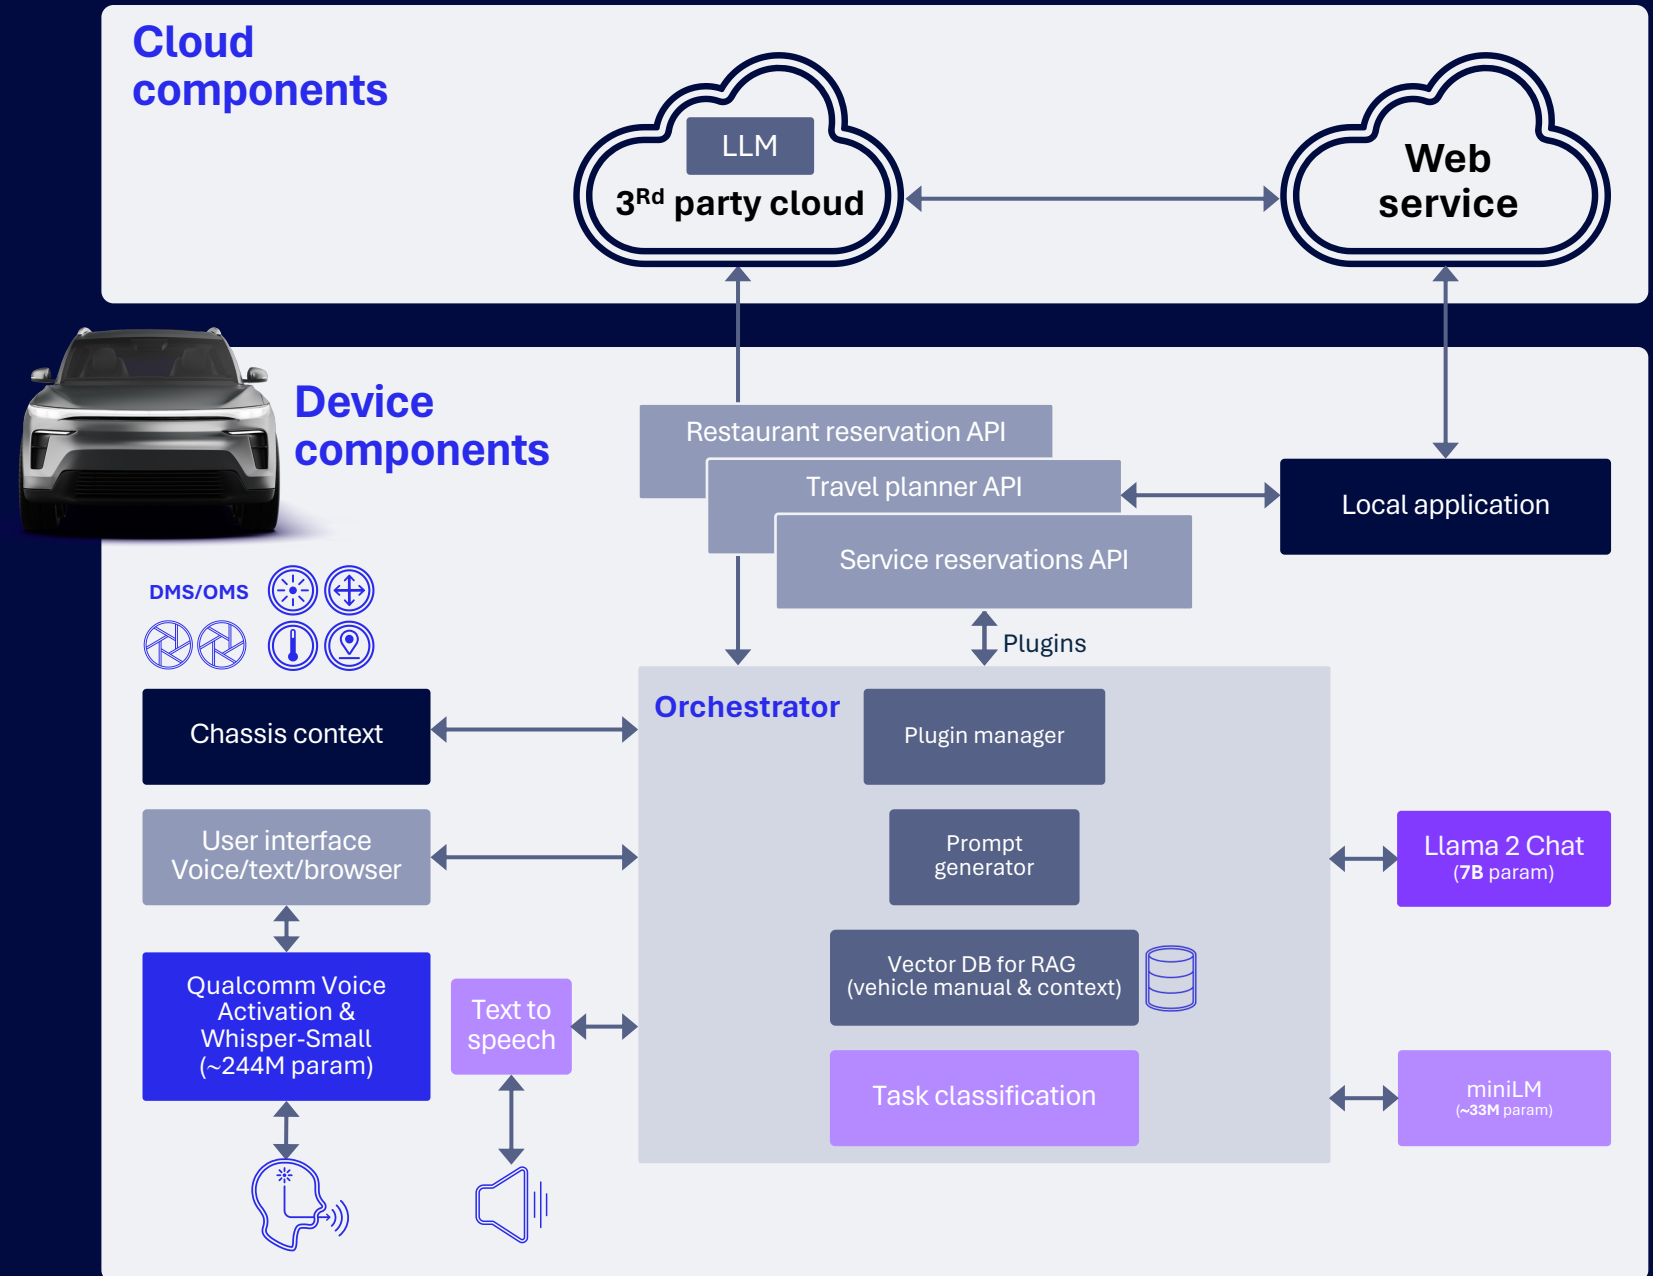 Cloud
components
LLM
3Rd party cloud
Web
service
Device
components
Restaurant reservation API
Travel planner API
Service reservations API
Local application
DMS/OMS
Plugins
Orchestrator
Chassis context
Plugin manager
User interface
Voice/text/browser
Prompt
generator
Llama 2 Chat
(7B param)
Qualcomm Voice
Activation &
Whisper-Small
(~244M param)
Text to
speech
Vector DB for RAG
(vehicle manual & context)
Task classification
miniLM
(~33M param)